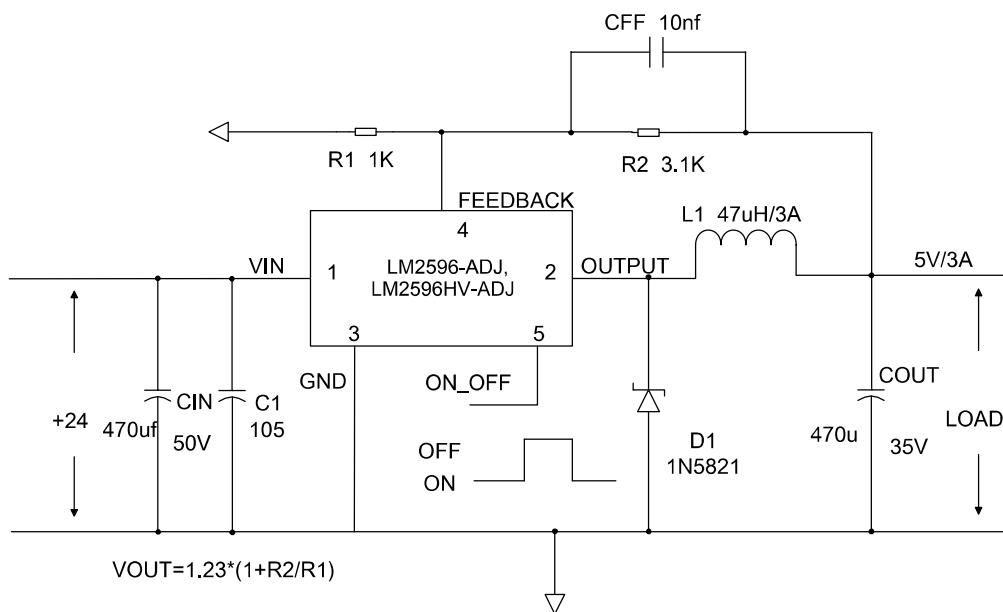 CFF 10nf
R1 1K
R2 3.1K
FEEDBACK
4
L1 47uH/3A
VIN
1
LM2596-ADJ,
LM2596HV-ADJ
2
OUTPUT
5V/3A
3
5
GND
ON_OFF
+24
470uf
CIN
50V
C1
105
OFF
ON
D1
1N5821
COUT
470u
35V
LOAD
VOUT=1.23*(1+R2/R1)